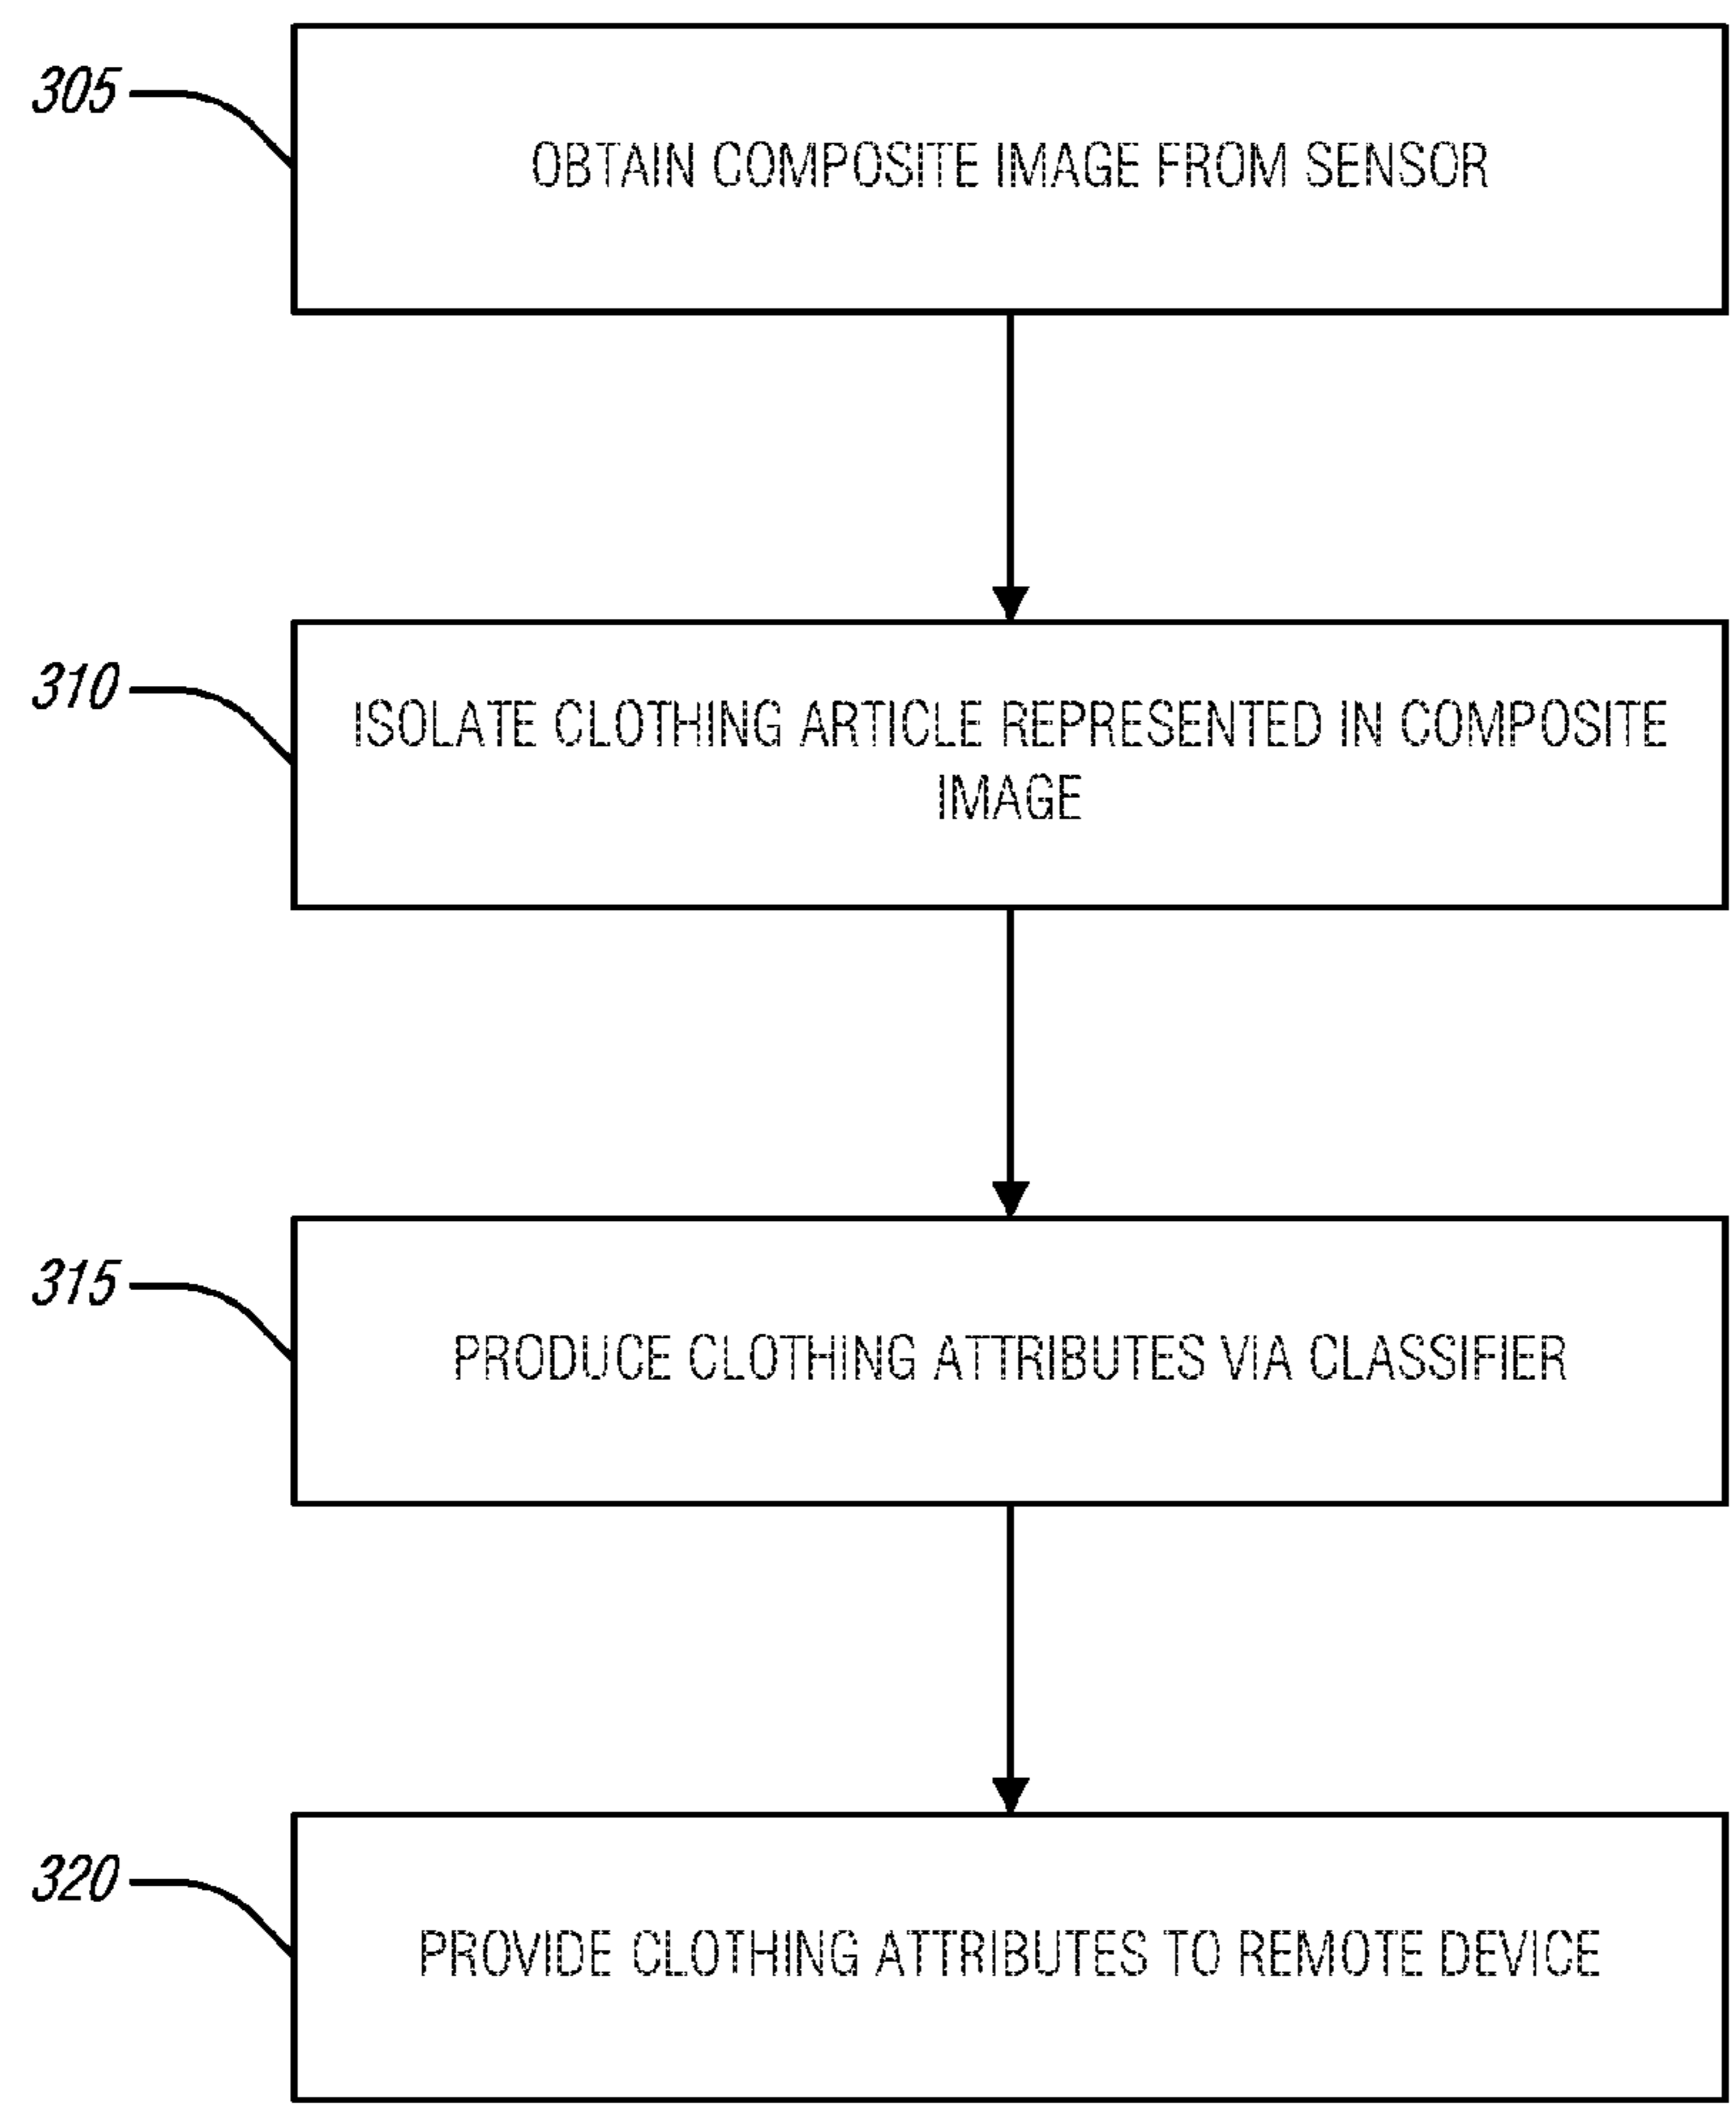 305
OBTAIN COMPOSITE IMAGE FROM SENSOR
310
ISOLATE CLOTHING ARTICLE REPRESENTED IN COMPOSITE
IMAGE
315
PRODUCE CLOTHING ATTRIBUTES VIA CLASSIFIER
320
PROVIDE CLOTHING ATTRIBUTES TO REMOTE DEVICE